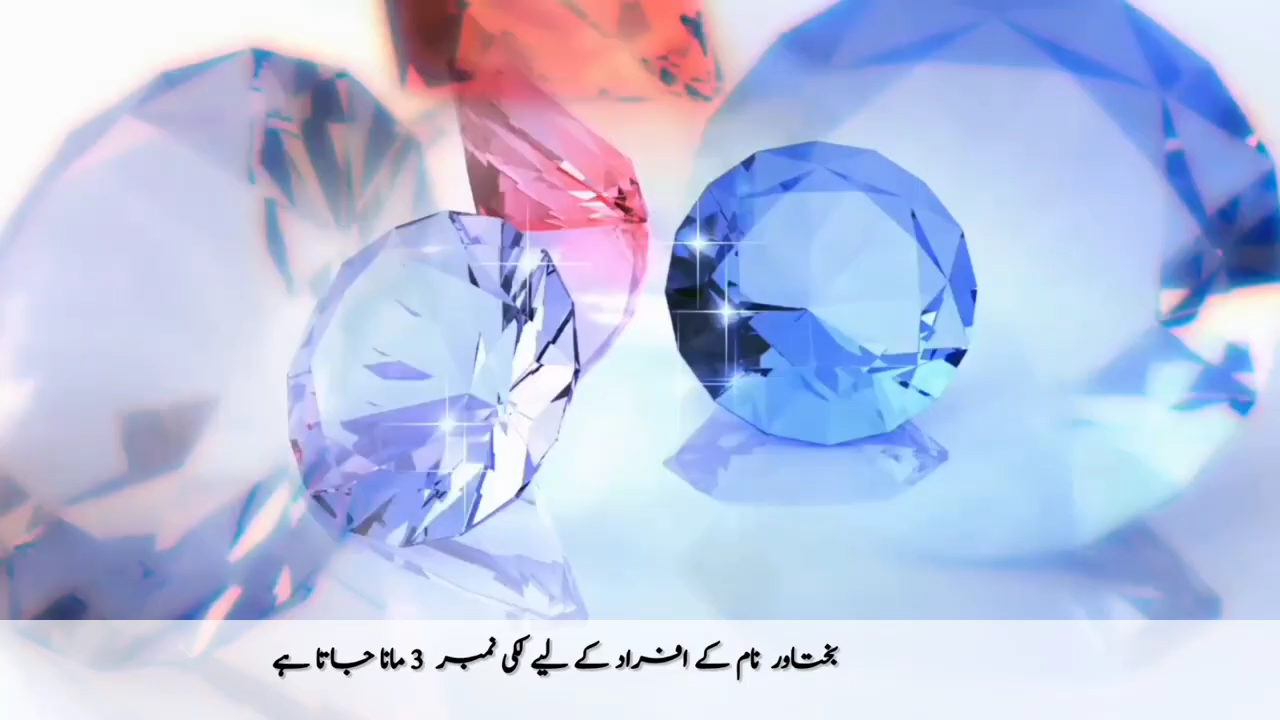 بختاور نام کے افراد کے لیے لکی نمبر 3 مانا جاتا ہے